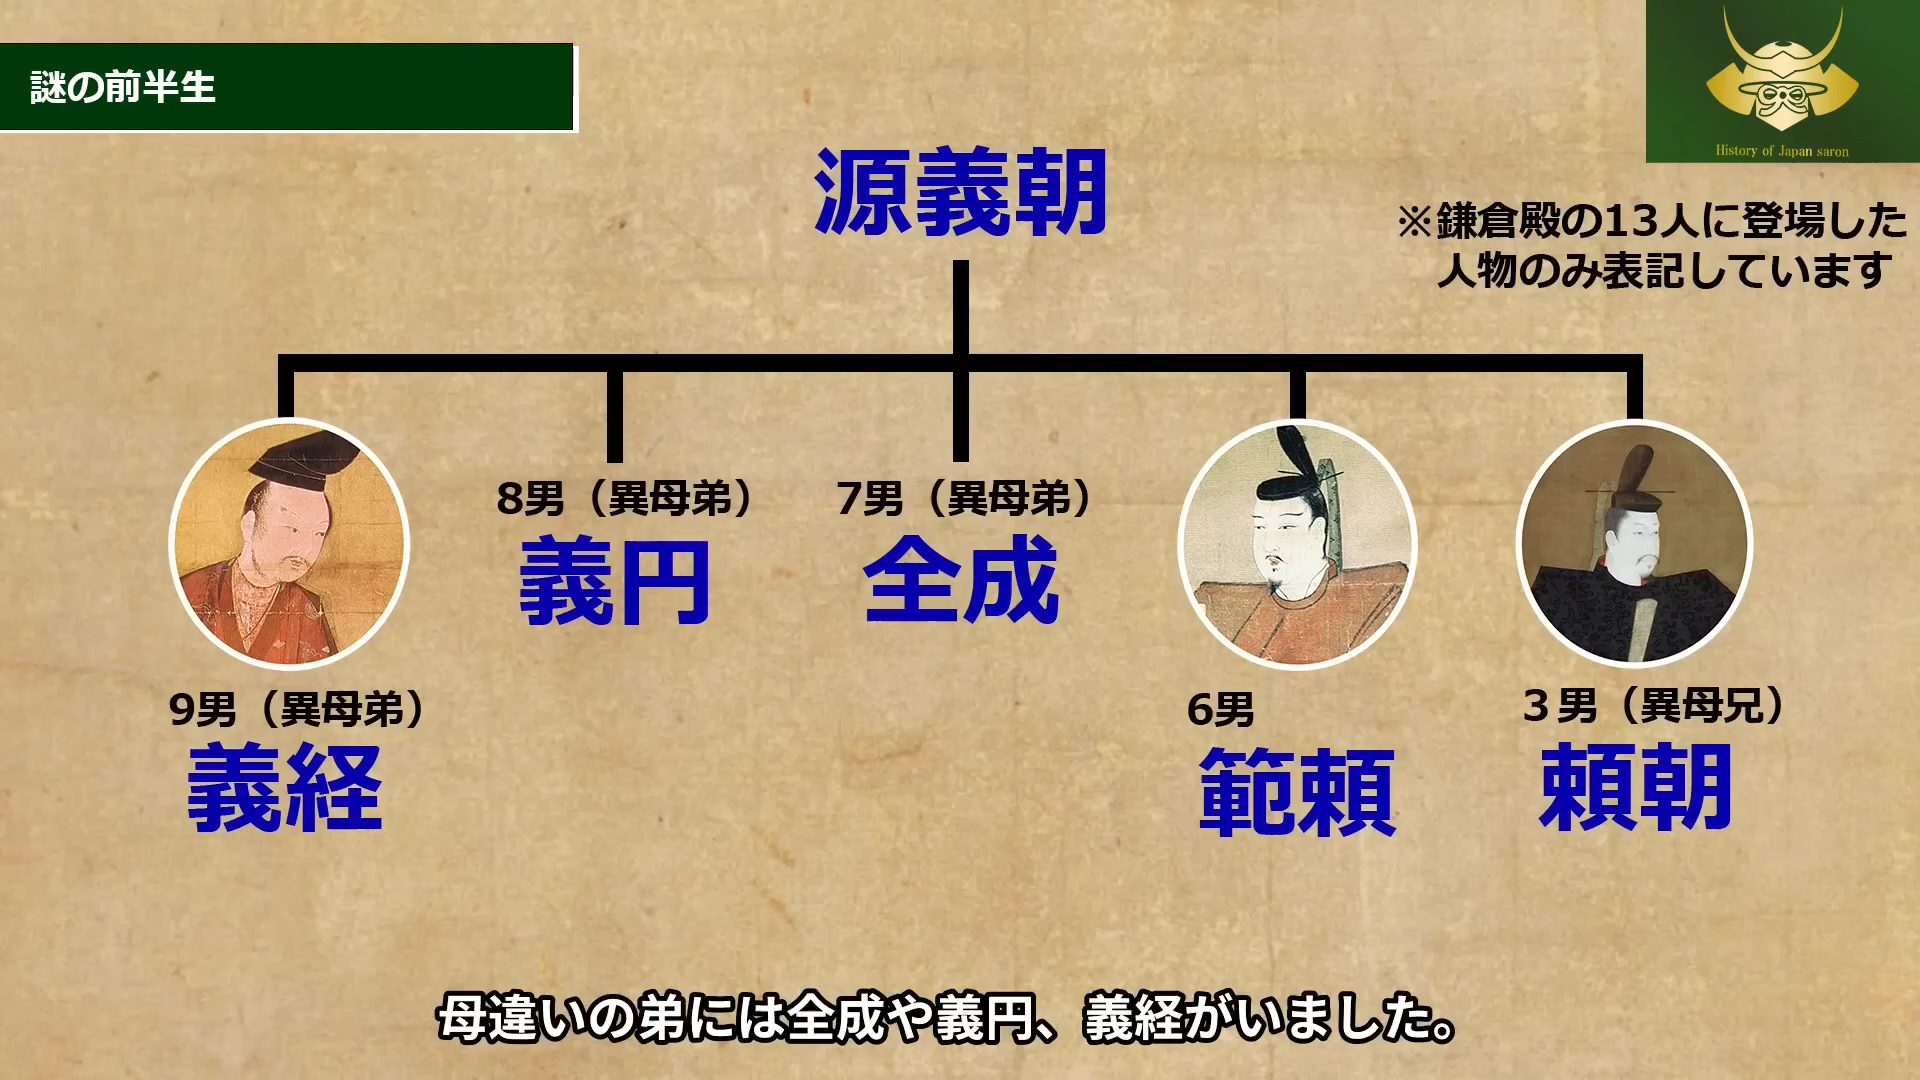 謎の前半生
History of Japan saron
源義朝
※鎌倉殿の13人に登場した
人物のみ表記しています
8男（異母弟）
義円
7男（異母弟）
全成
9男（異母弟）
義経
6男
範頼
３男（異母兄）
頼朝
母違いの弟には全成や義円、義経がいました。